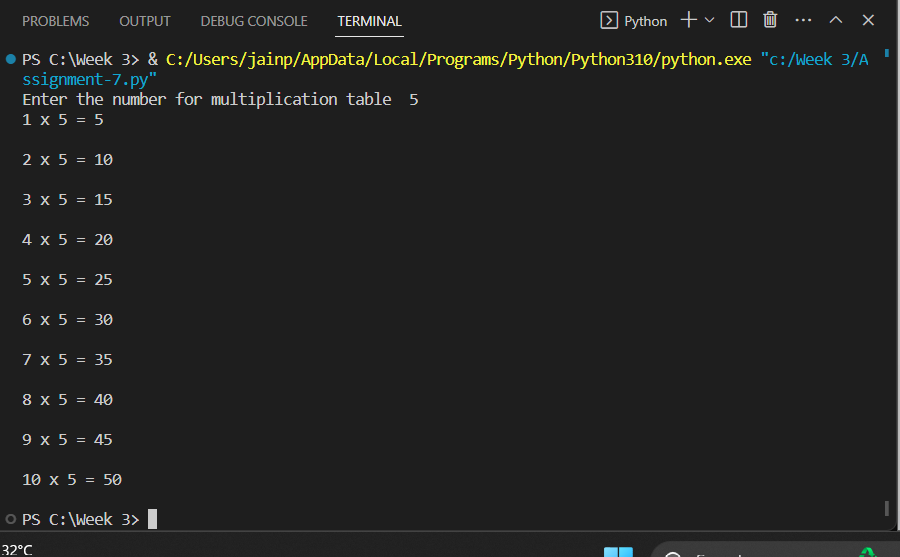 PROBLEMS OUTPUT DEBUG CONSOLE TERMINAL Python
PS C:\Week 3> & C:/Users/jainp/AppData/Local/Programs/Python/Python310/python.exe "c:/Week 3/A
ssignment-7.py"
Enter the number for multiplication table  5
1 x 5 = 5
2 x 5 = 10
3 x 5 = 15
4 x 5 = 20
5 x 5 = 25
6 x 5 = 30
7 x 5 = 35
8 x 5 = 40
9 x 5 = 45
10 x 5 = 50
PS C:\Week 3>
32°C